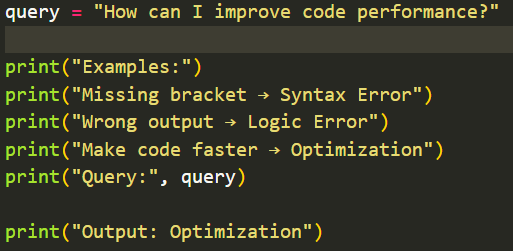 query = "How can I improve code performance?"
print("Examples:")
print("Missing bracket → Syntax Error")
print("Wrong output → Logic Error")
print("Make code faster → Optimization")
print("Query:", query)
print("Output: Optimization")